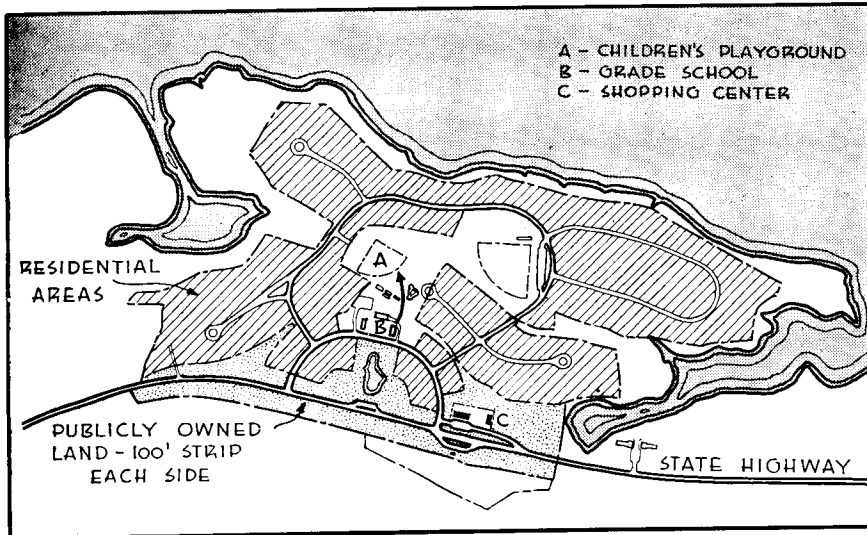 A – CHILDREN'S PLAYGROUND
B – GRADE SCHOOL
C – SHOPPING CENTER
A
RESIDENTIAL
AREAS
B
C
PUBLICLY OWNED
LAND – 100' STRIP
EACH SIDE
STATE HIGHWAY